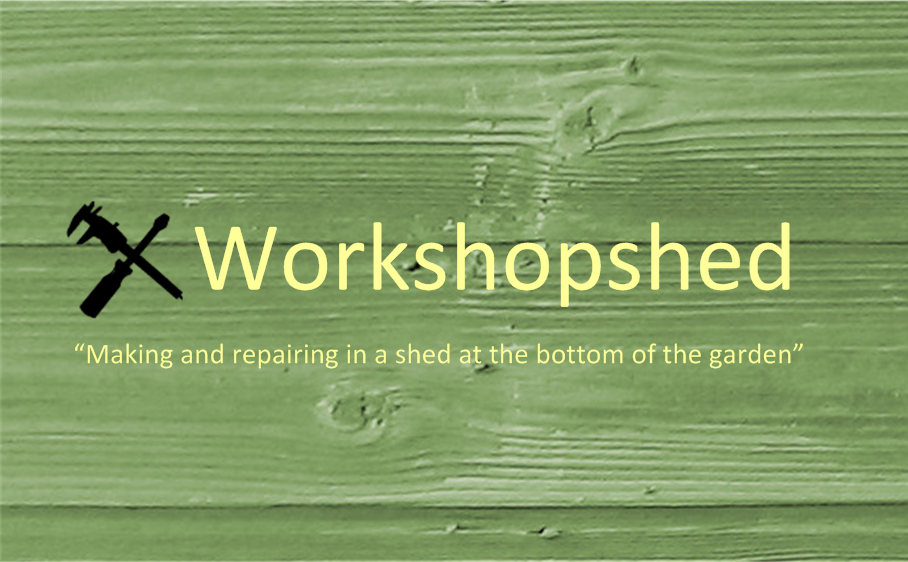 Workshopshed
“Making and repairing in a shed at the bottom of the garden”